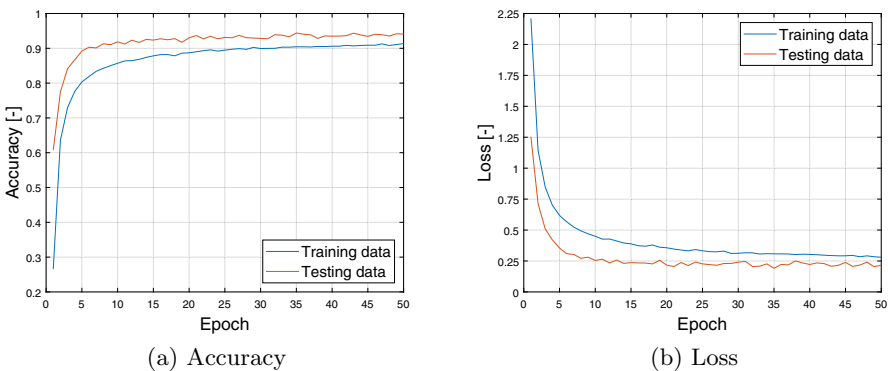 1
0.9
0.8
0.7
0.6
0.5
0.4
0.3
0.2
Accuracy [-]
0 5 10 15 20 25 30 35 40 45 50
Epoch
Training data
Testing data
(a) Accuracy
2.25
2
1.75
1.5
1.25
1
0.75
0.5
0.25
0
Loss [-]
0 5 10 15 20 25 30 35 40 45 50
Epoch
Training data
Testing data
(b) Loss